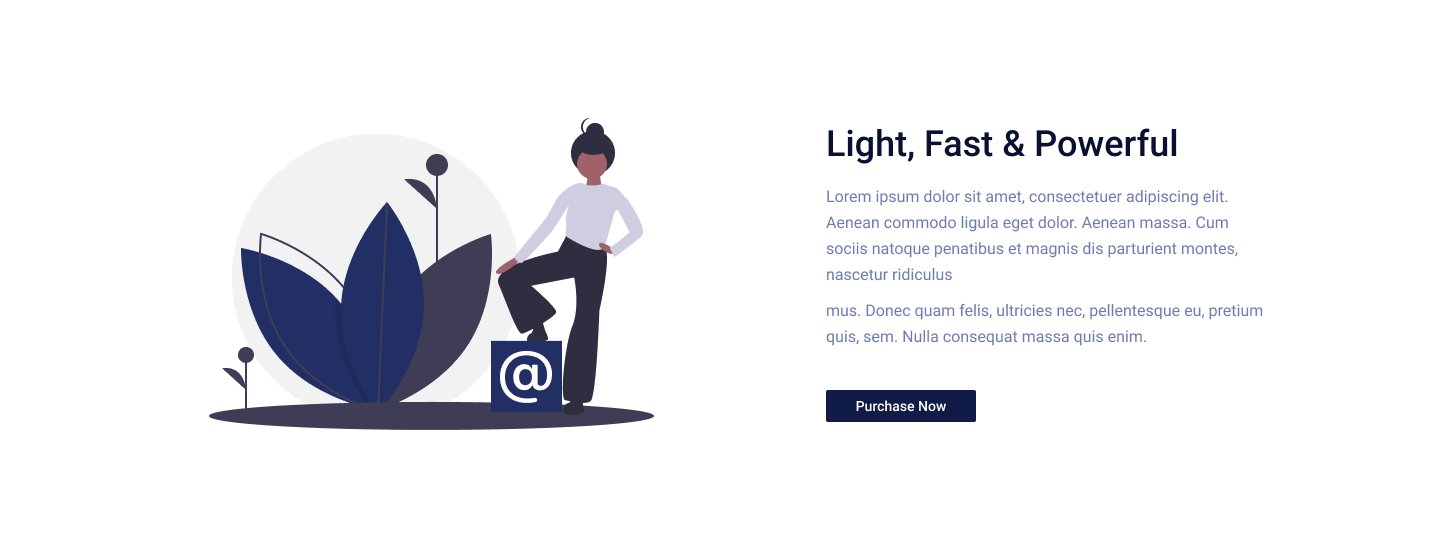 Light, Fast & Powerful
Lorem ipsum dolor sit amet, consectetuer adipiscing elit.
Aenean commodo ligula eget dolor. Aenean massa. Cum
sociis natoque penatibus et magnis dis parturient montes,
nascetur ridiculus
mus. Donec quam felis, ultricies nec, pellentesque eu, pretium
quis, sem. Nulla consequat massa quis enim.
@
Purchase Now